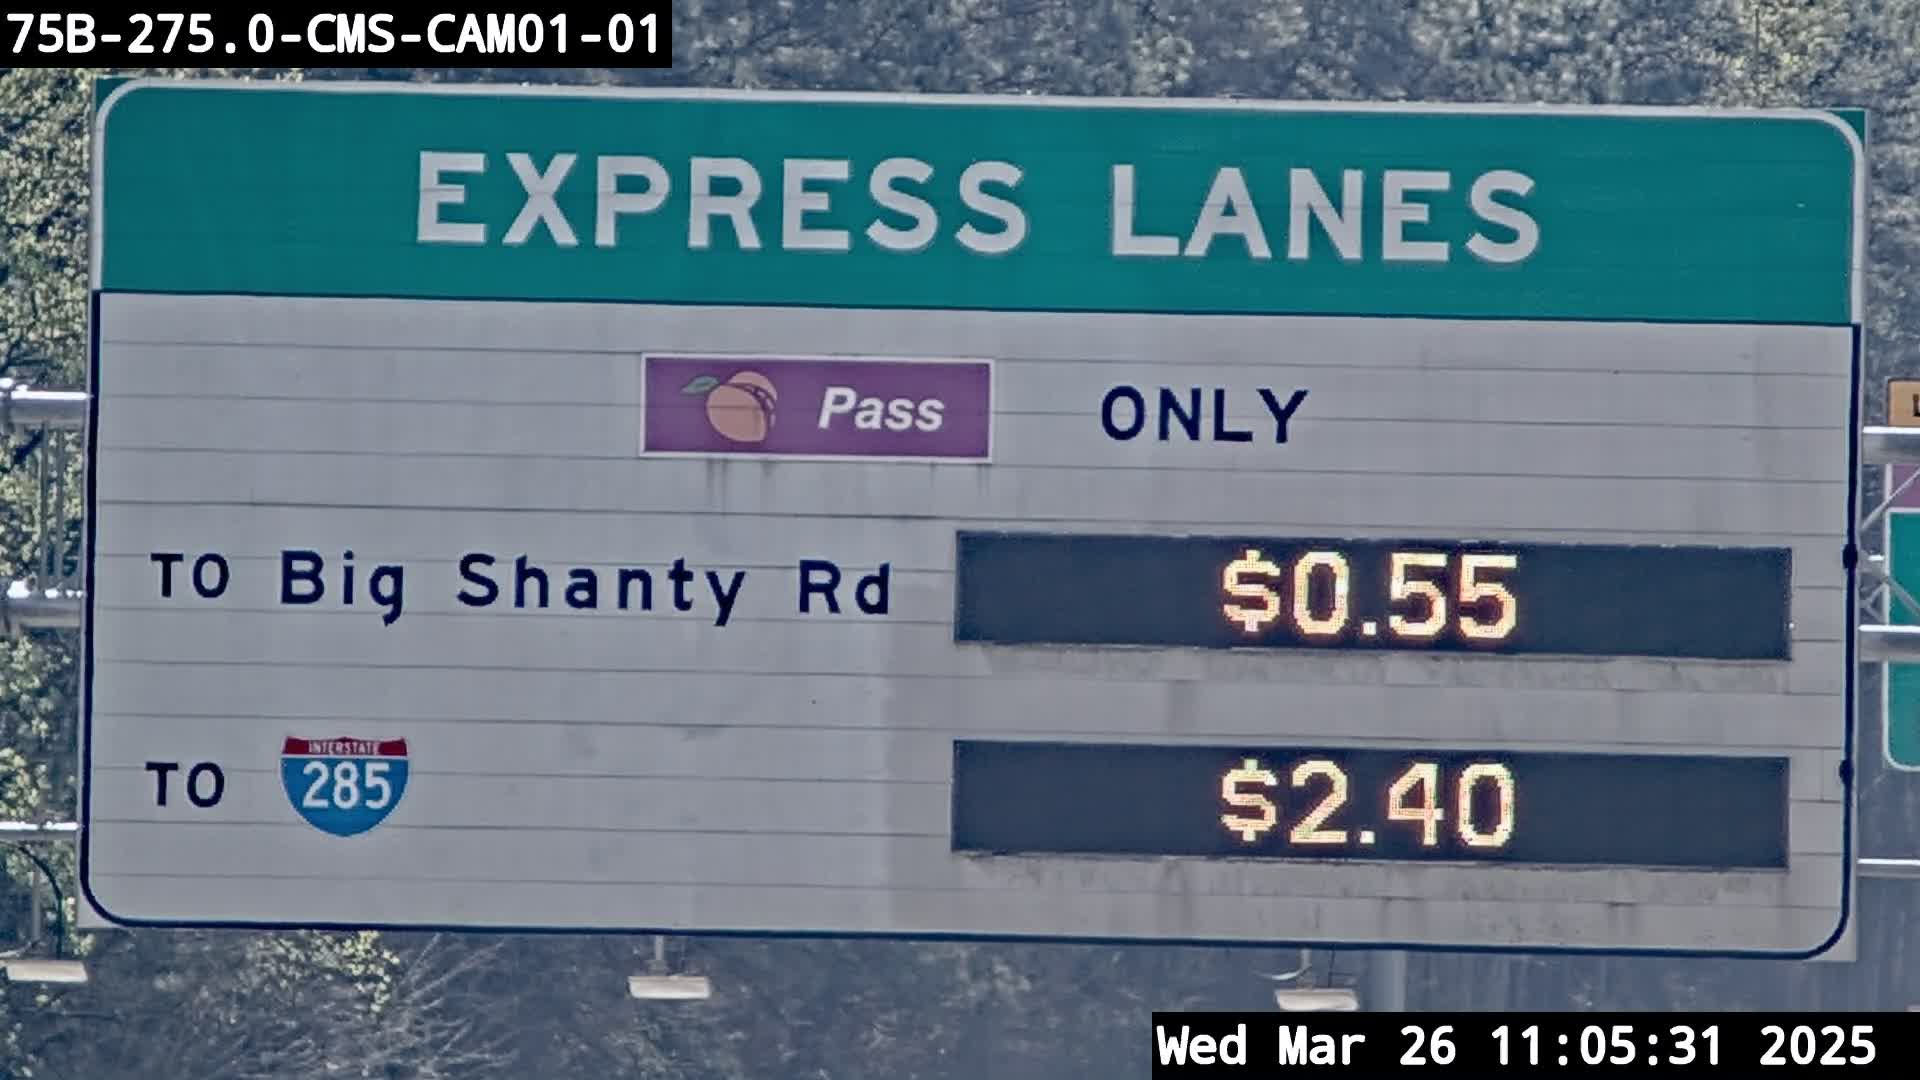 75B-275.0-CMS-CAM01-01
EXPRESS LANES
Pass ONLY
TO Big Shanty Rd $0.55
INTERSTATE
TO 285 $2.40
Wed Mar 26 11:05:31 2025